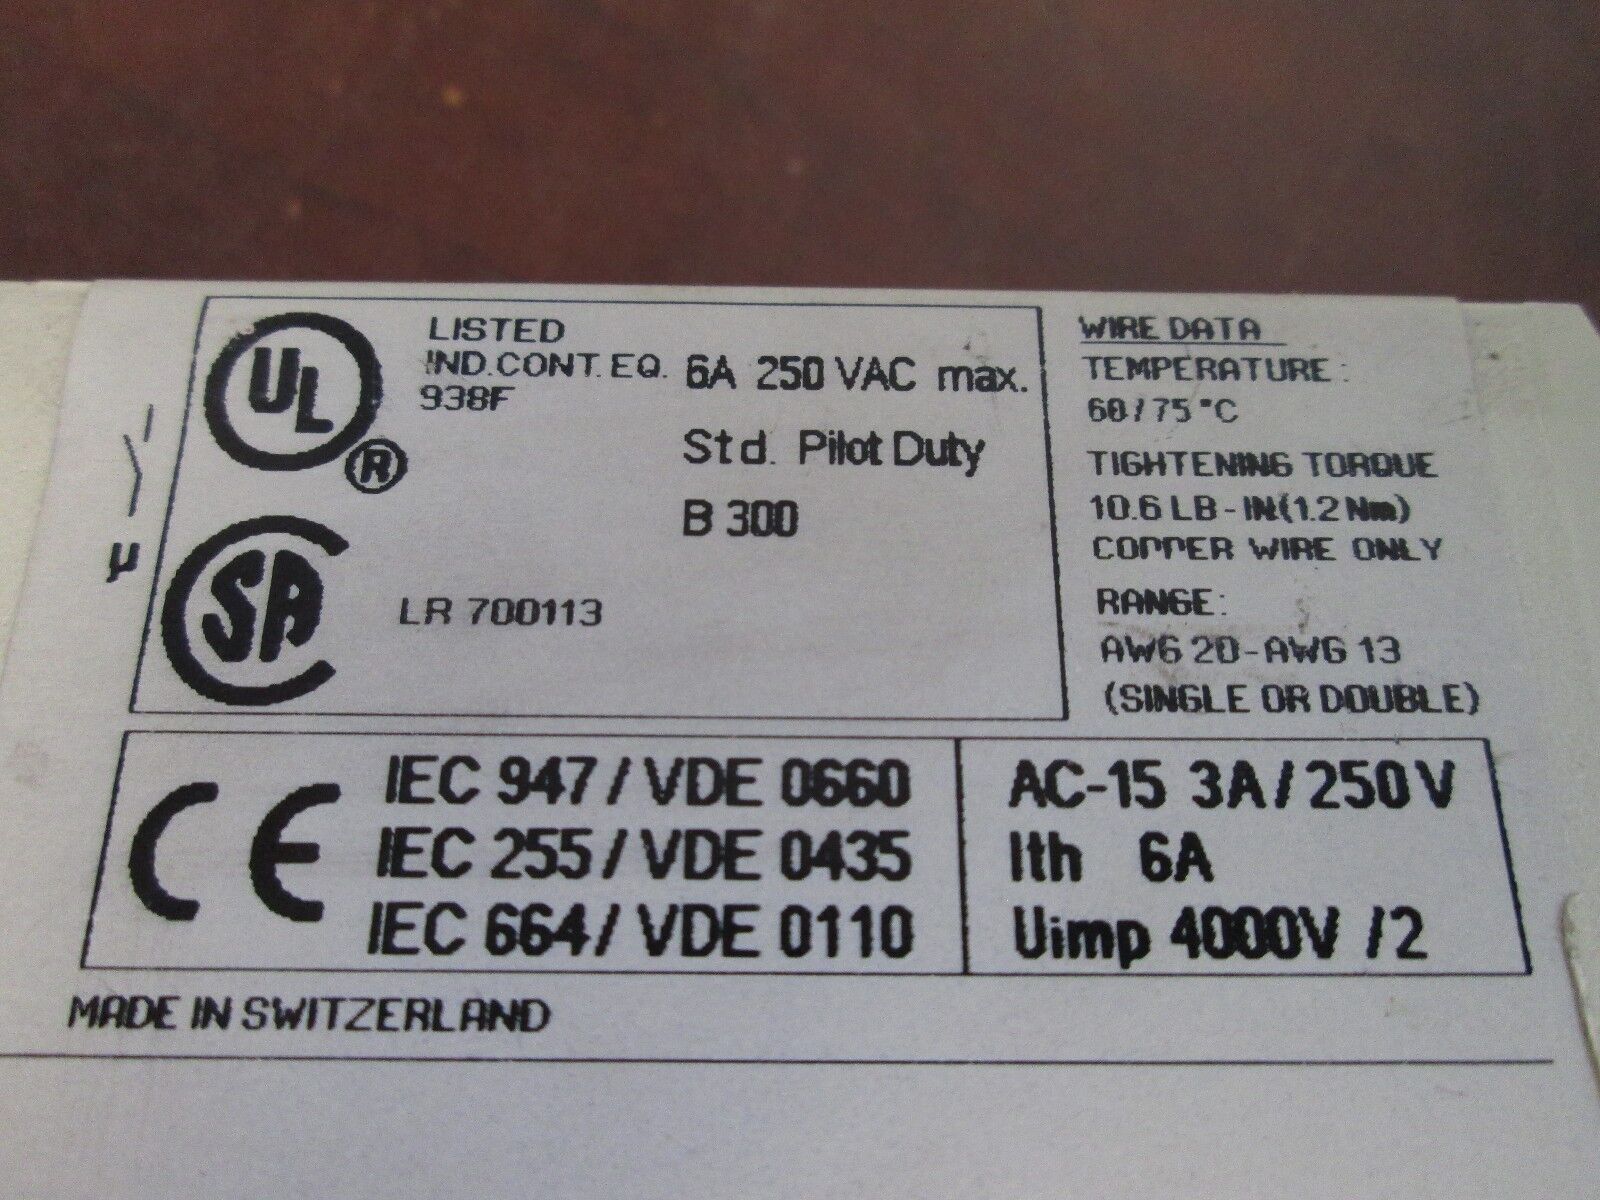 UL
®
LISTED
IND. CONT. EQ.
938F
6A 250 VAC max.
Std. Pilot Duty
B 300
µ
SA
LR 700113
WIRE DATA
TEMPERATURE:
60/75°C
TIGHTENING TORQUE
10.6 LB-IN(1.2 Nm)
COPPER WIRE ONLY
RANGE:
AWG 20-AWG 13
(SINGLE OR DOUBLE)
CE
IEC 947/VDE 0660
IEC 255/VDE 0435
IEC 664/VDE 0110
AC-15 3A/250V
Ith 6A
Uimp 4000V /2
MADE IN SWITZERLAND